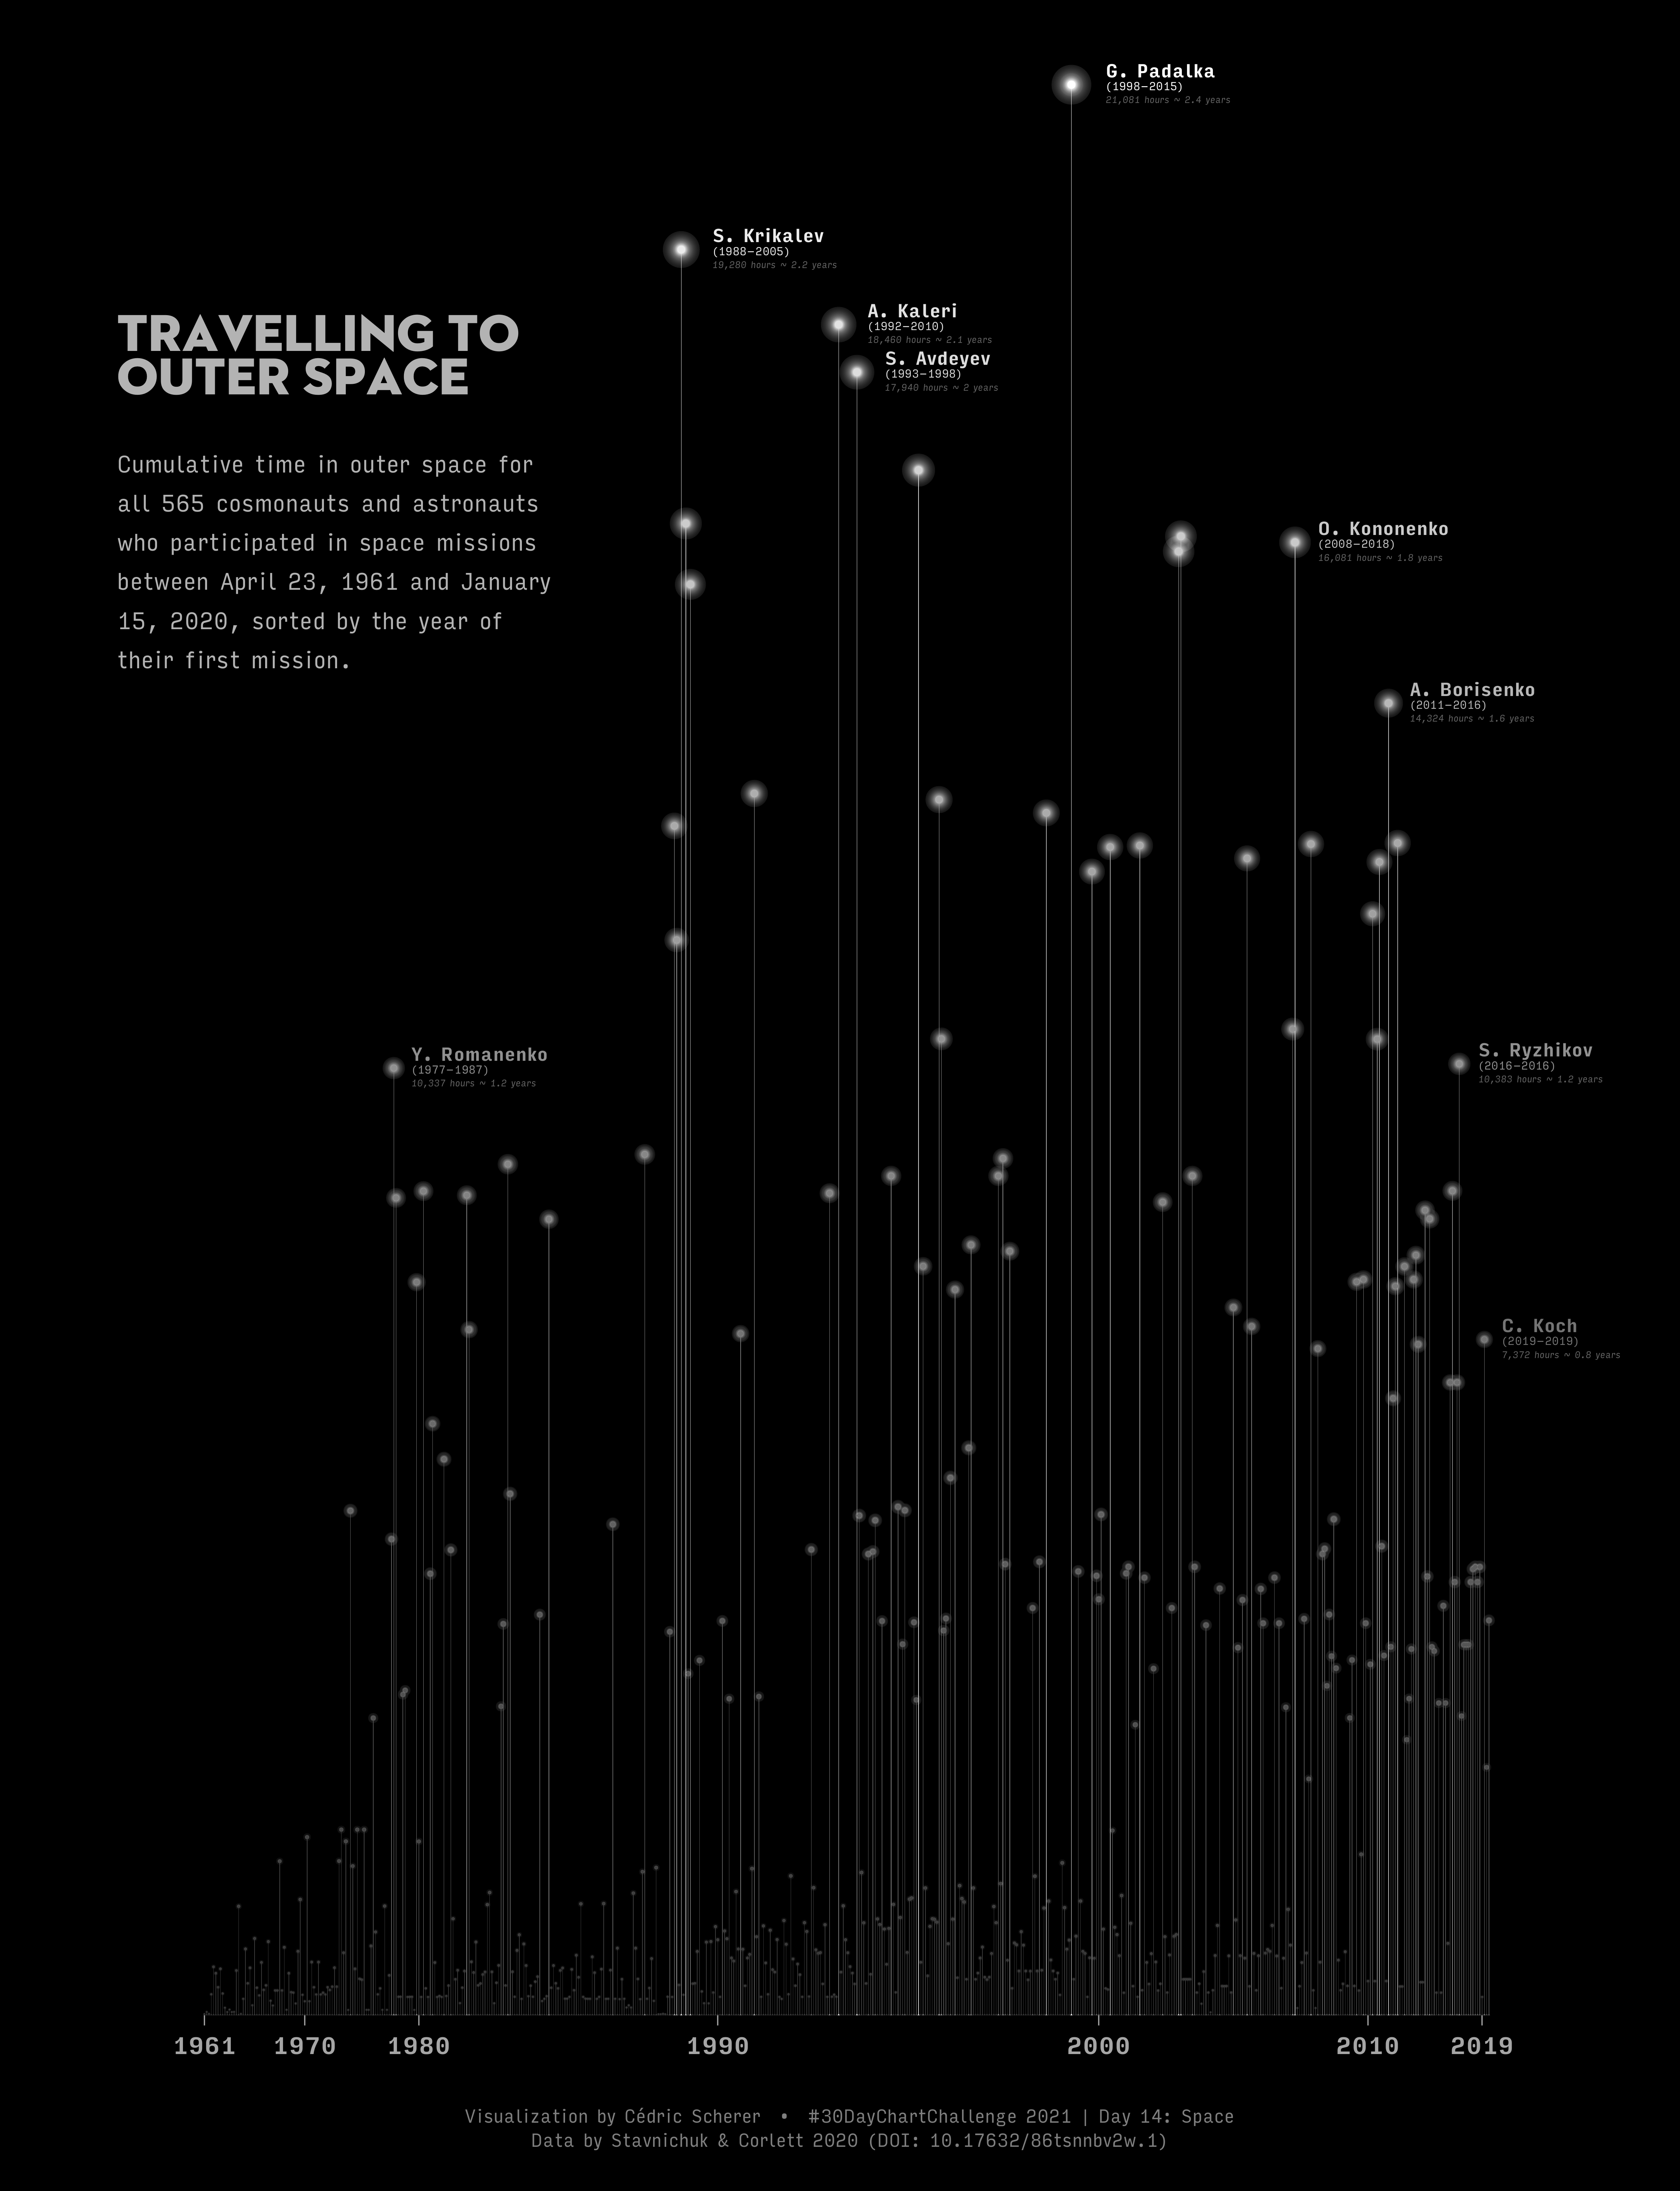 G. Padalka
(1998–2015)
21,081 hours ~ 2.4 years
S. Krikalev
(1988–2005)
19,280 hours ~ 2.2 years
A. Kaleri
(1992–2010)
18,460 hours ~ 2.1 years
S. Avdeyev
(1993–1998)
17,940 hours ~ 2 years
TRAVELLING TO
OUTER SPACE
Cumulative time in outer space for
all 565 cosmonauts and astronauts
who participated in space missions
between April 23, 1961 and January
15, 2020, sorted by the year of
their first mission.
O. Kononenko
(2008–2018)
16,081 hours ~ 1.8 years
A. Borisenko
(2011–2016)
14,324 hours ~ 1.6 years
Y. Romanenko
(1977–1987)
10,337 hours ~ 1.2 years
S. Ryzhikov
(2016–2016)
10,383 hours ~ 1.2 years
C. Koch
(2019–2019)
7,372 hours ~ 0.8 years
1961 1970 1980 1990 2000 2010 2019
Visualization by Cédric Scherer • #30DayChartChallenge 2021 | Day 14: Space
Data by Stavnichuk & Corlett 2020 (DOI: 10.17632/86tsnnbv2w.1)